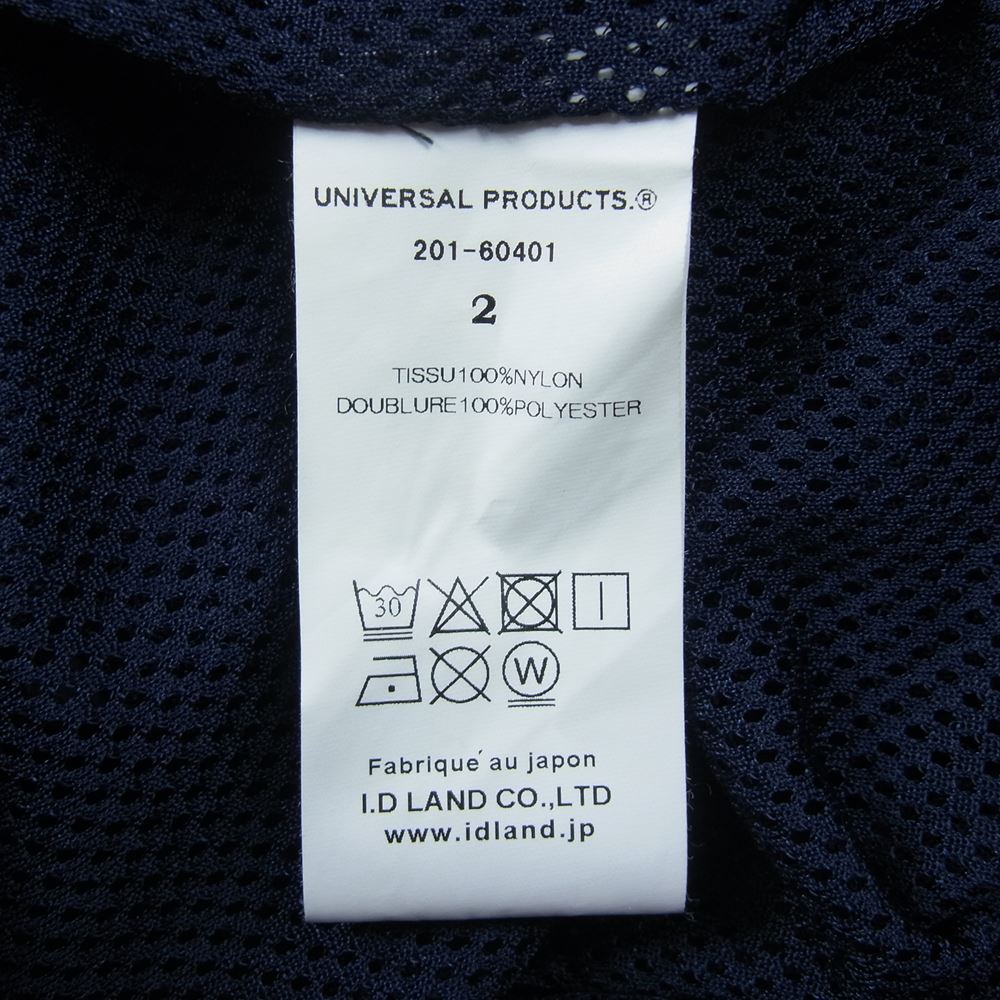 UNIVERSAL PRODUCTS.®
201-60401
2
TISSU100%NYLON
DOUBLURE100%POLYESTER
30
W
Fabrique´ au japon
I.D LAND CO.,LTD
www.idland.jp